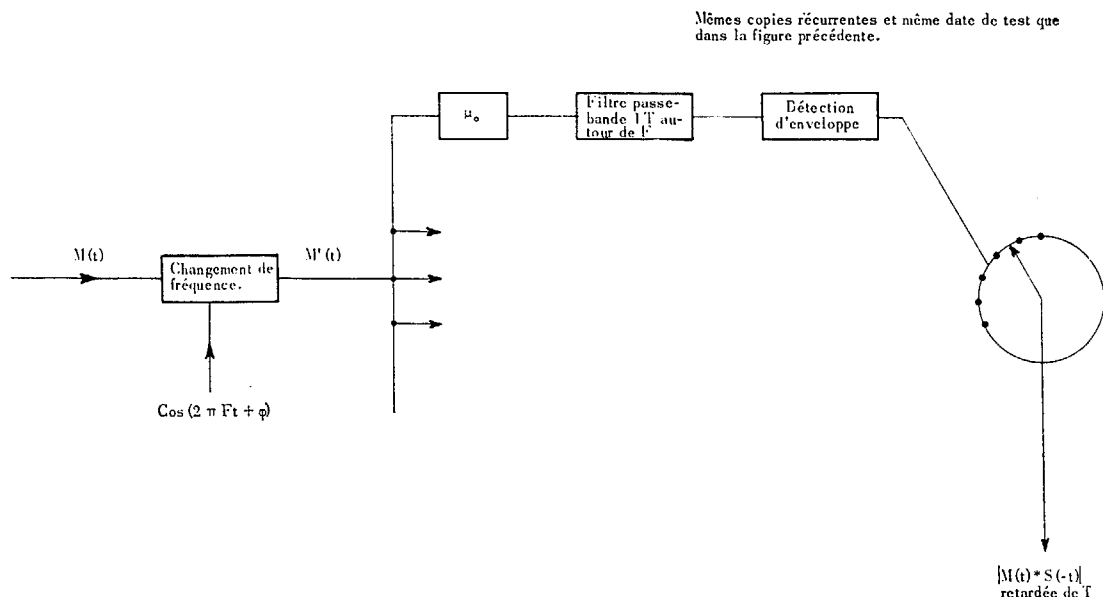 Mêmes copies récurrentes et même date de test que
dans la figure précédente.
μₒ
Filtre passe-
bande 1 T au-
tour de F
Détection
d'enveloppe
M(t)
Changement de
fréquence.
M'(t)
Cos (2 π Ft + φ)
|M(t) * S(-t)|
retardée de T